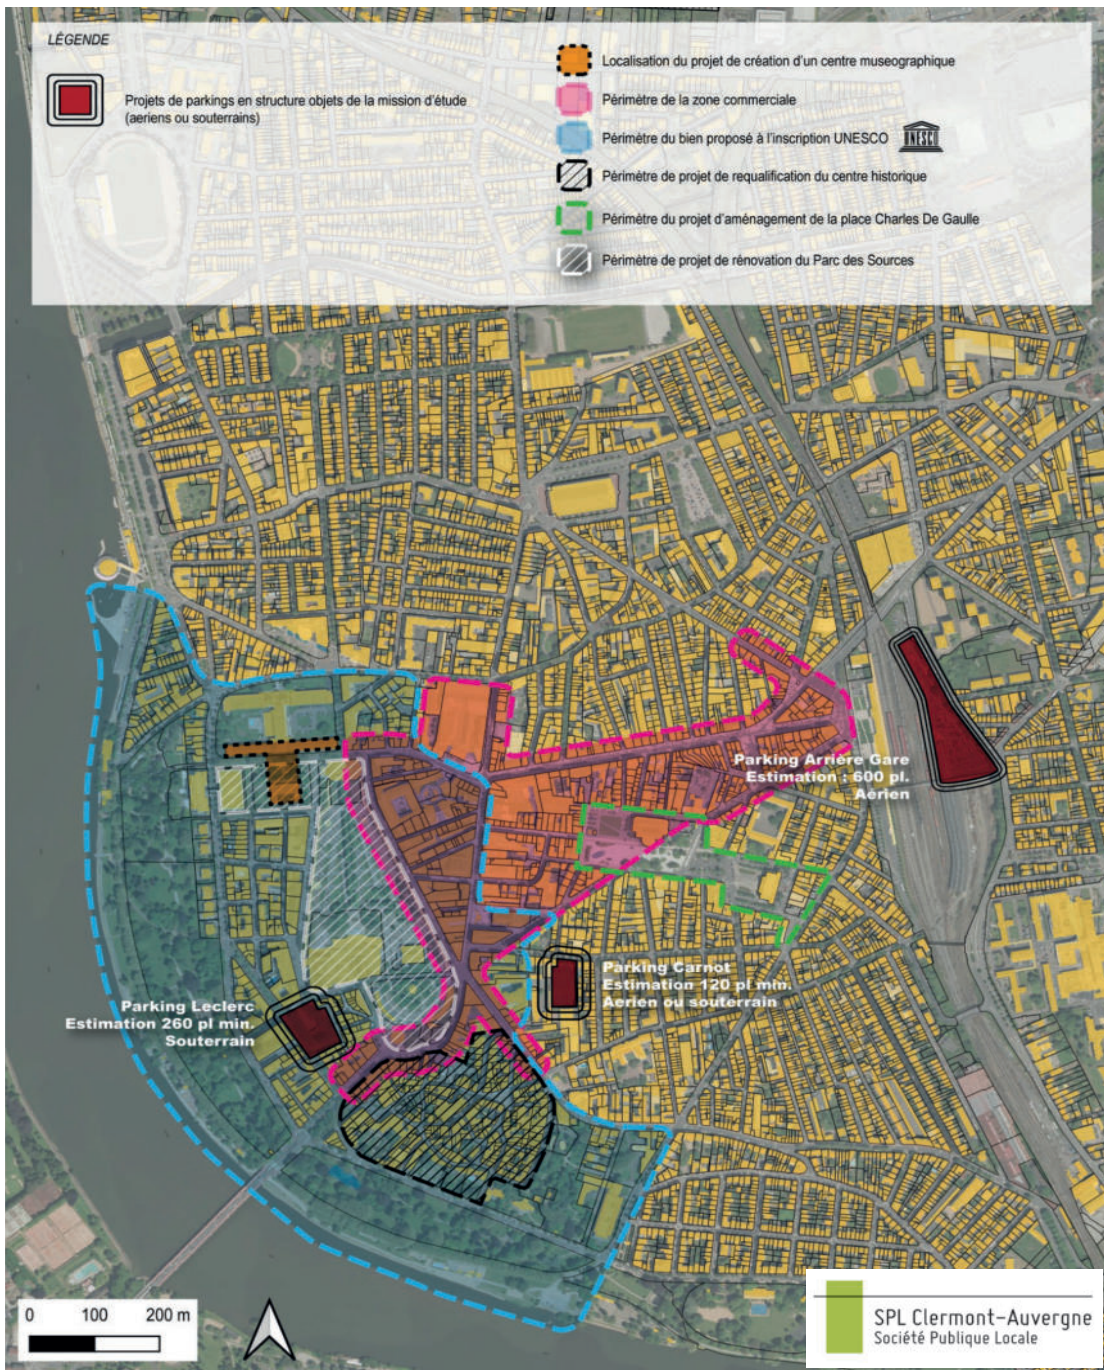 LÉGENDE
Projets de parkings en structure objets de la mission d'étude
(aeriens ou souterrains)
Localisation du projet de création d'un centre museographique
Périmètre de la zone commerciale
Périmètre du bien proposé à l'inscription UNESCO
UNESCO
Périmètre de projet de requalification du centre historique
Périmètre du projet d'aménagement de la place Charles De Gaulle
Périmètre de projet de rénovation du Parc des Sources
Parking Arrière Gare
Estimation : 600 pl.
Aérien
Parking Carnot
Estimation 120 pl min.
Aerien ou souterrain
Parking Leclerc
Estimation 260 pl min.
Souterrain
0 100 200 m
SPL Clermont-Auvergne
Société Publique Locale